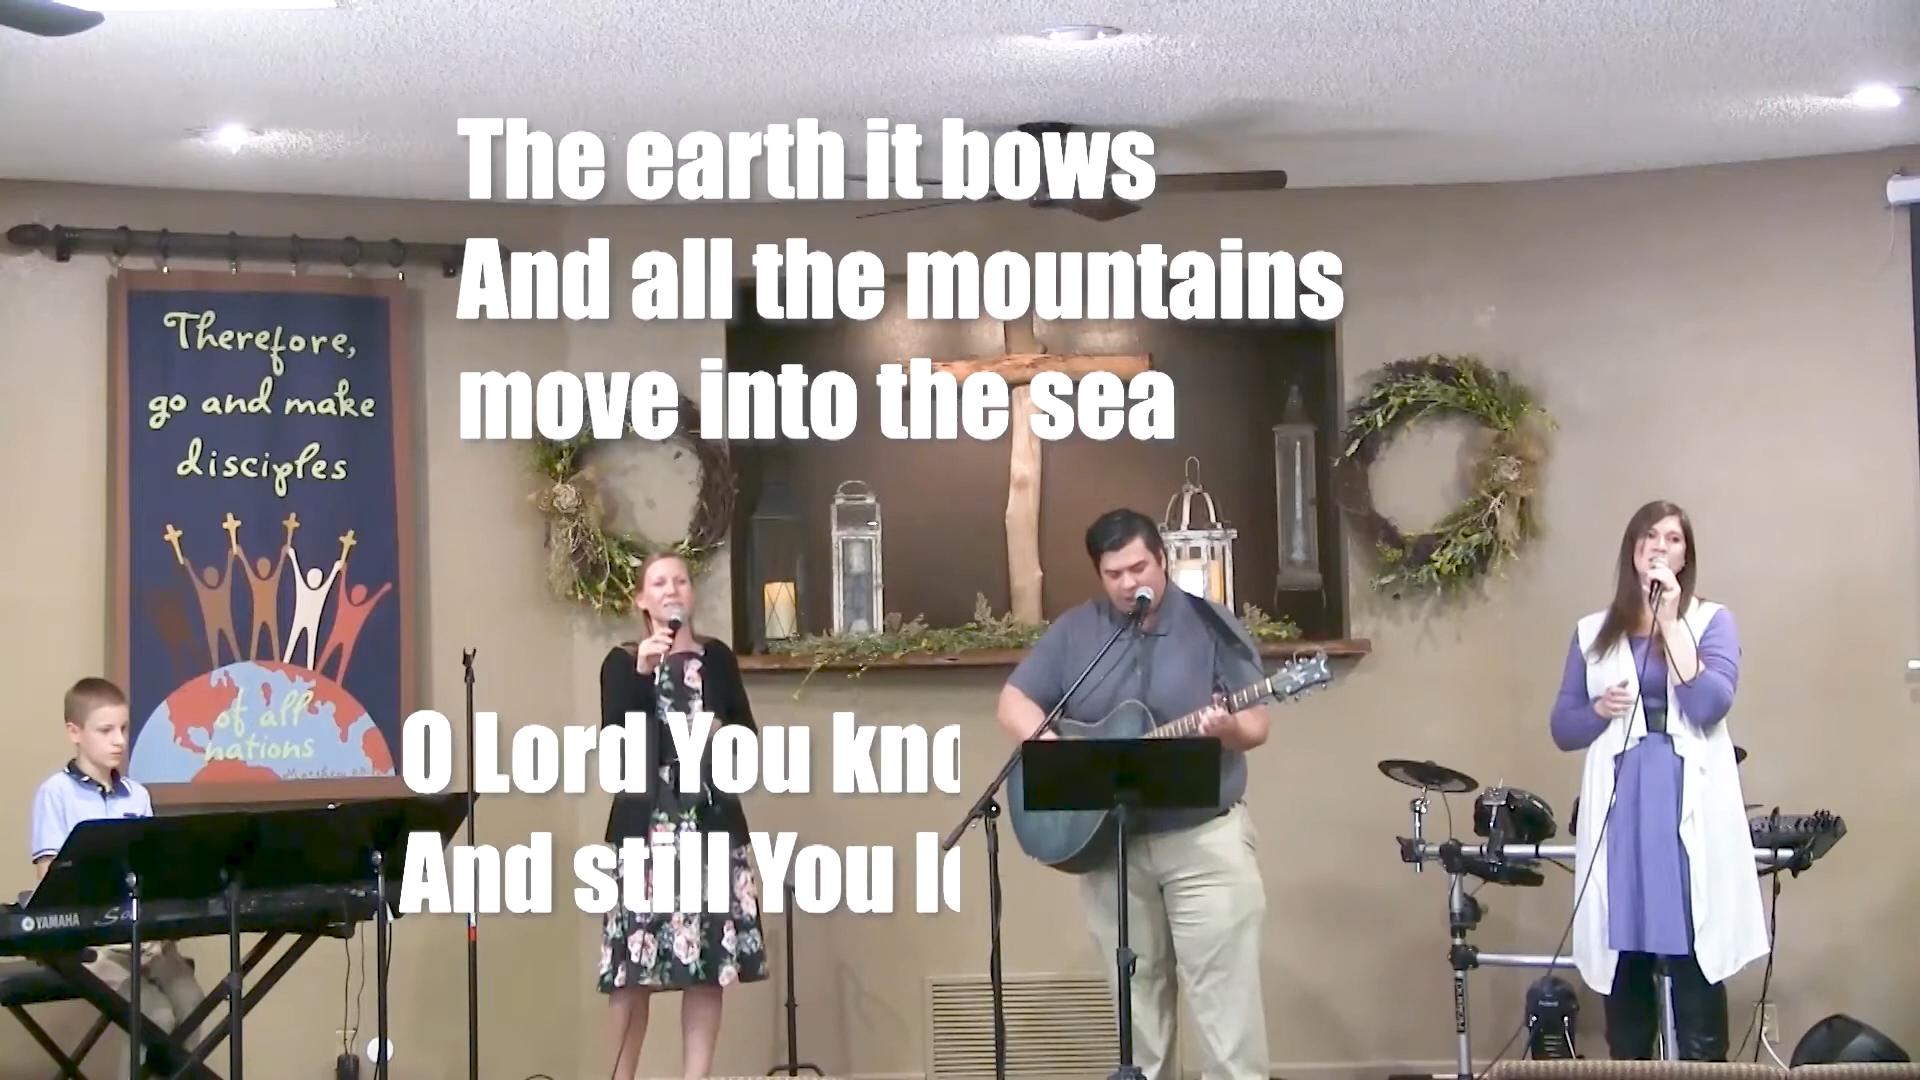 The earth it bows
And all the mountains
move into the sea
Therefore,
go and make
disciples
of all
nations
O Lord You kno
And still You lo
YAMAHA